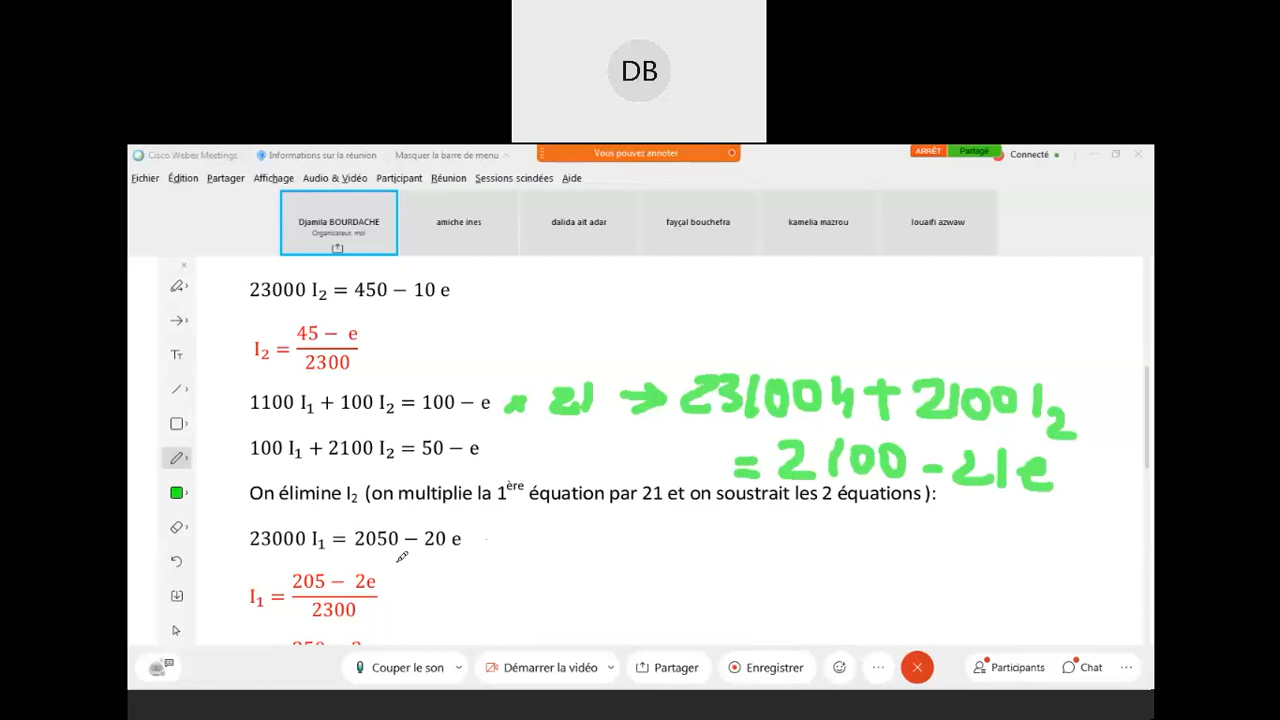 DB
Cisco Webex Meetings Informations sur la réunion Masquer la barre de menu Vous pouvez annoter ARRÊT Partagé Connecté
Fichier Édition Partager Affichage Audio & Vidéo Participant Réunion Sessions scindées Aide
Djamila BOURDACHE
Organisateur, moi
amiche ines
dalida ait adar
fayçal bouchefra
kamelia mazrou
louaifi azwaw
23000 I₂ = 450 − 10 e
I₂ = (45 − e)/2300
1100 I₁ + 100 I₂ = 100 − e × 21 → 23100 I₁ + 2100 I₂
100 I₁ + 2100 I₂ = 50 − e = 2100 - 21 e
On élimine I₂ (on multiplie la 1ère équation par 21 et on soustrait les 2 équations ):
23000 I₁ = 2050 − 20 e
I₁ = (205 − 2e)/2300
Couper le son Démarrer la vidéo Partager Enregistrer Participants Chat